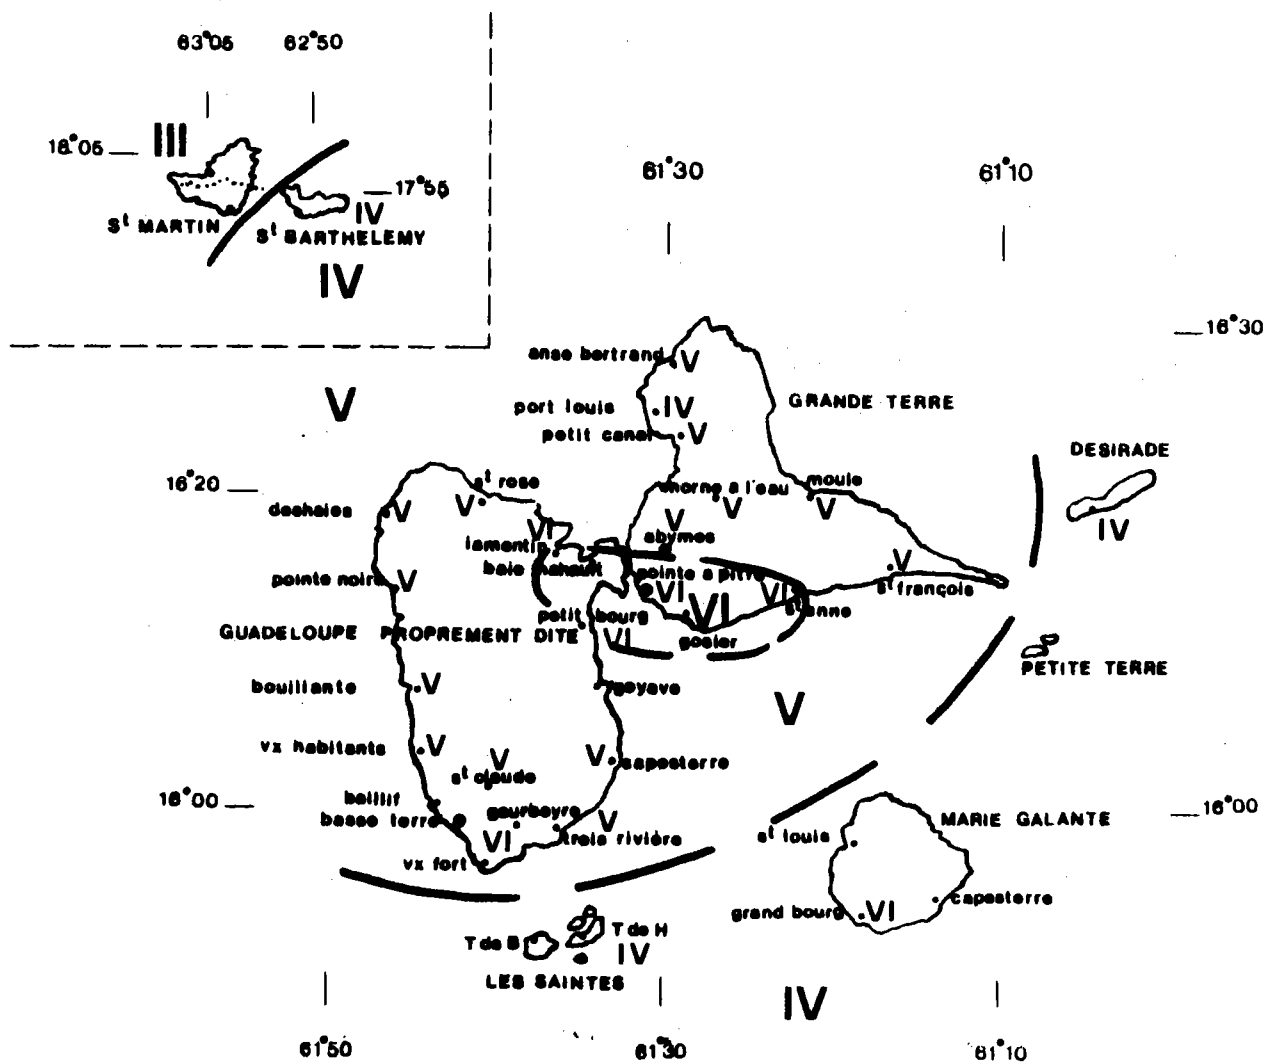 63°05
62°50
18°05
III
17°55
Sᵗ MARTIN
IV
Sᵗ BARTHELEMY
IV
61°30
61°10
16°30
anse bertrand
V
V
port louis
IV
GRANDE TERRE
petit canal
V
DESIRADE
16°20
sᵗ rose
morne a l'eau
moule
deshaies
V
V
V
V
V
IV
VI
lamentin
abymes
baie mahault
V
pointe noire
V
pointe a pitre
sᵗ françois
VI
VI
VI
sᵗ anne
petit bourg
GUADELOUPE PROPREMENT DITE
VI
gosier
PETITE TERRE
bouillante
V
goyave
V
vx habitants
V
V
V
capesterre
sᵗ claude
16°00
baillif
gourbeyre
16°00
basse terre
V
MARIE GALANTE
VI
trois rivière
sᵗ louis
vx fort
capesterre
grand bourg
VI
T de B
T de H
IV
LES SAINTES
IV
61°50
61°30
61°10